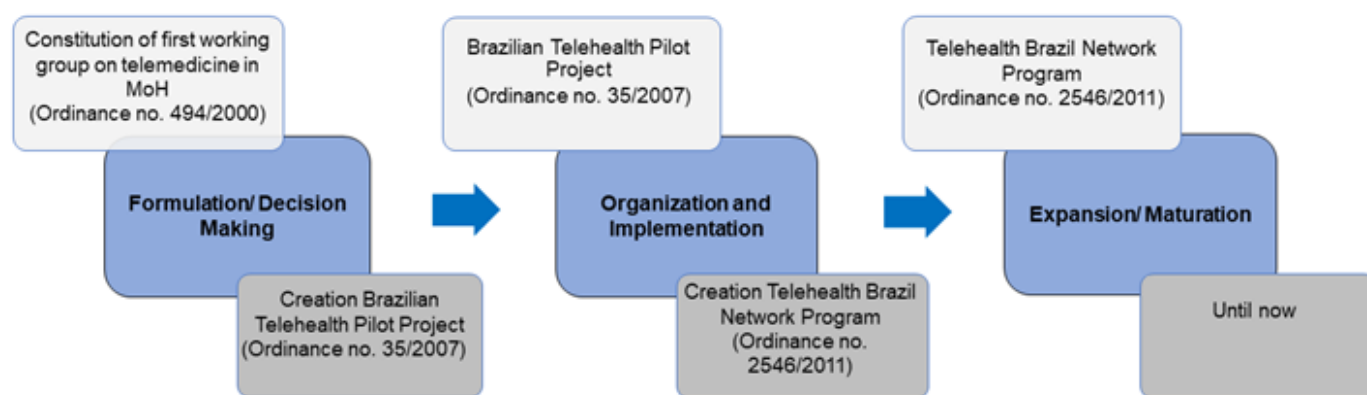 Constitution of first working
group on telemedicine in
MoH
(Ordinance no. 494/2000)
Formulation/ Decision
Making
Creation Brazilian
Telehealth Pilot Project
(Ordinance no. 35/2007)
Brazilian Telehealth Pilot
Project
(Ordinance no. 35/2007)
Organization and
Implementation
Creation Telehealth Brazil
Network Program
(Ordinance no.
2546/2011)
Telehealth Brazil Network
Program
(Ordinance no. 2546/2011)
Expansion/ Maturation
Until now